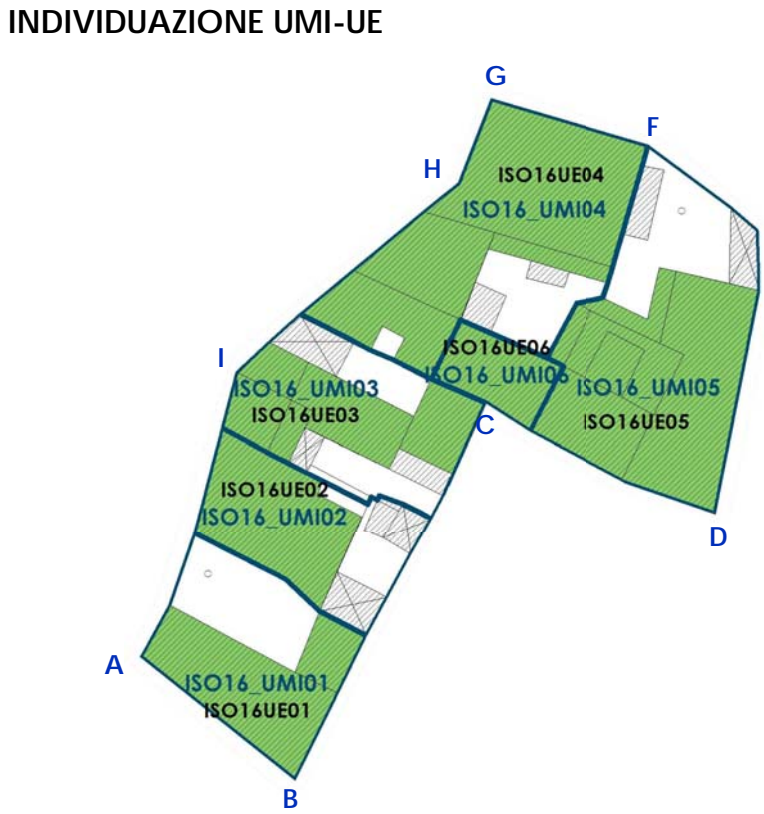 INDIVIDUAZIONE UMI-UE
G
F
H
ISO16UE04
ISO16_UMI04
ISO16UE06
I
ISO16_UMI06
ISO16_UMI03
ISO16_UMI05
ISO16UE03
C
ISO16UE05
ISO16UE02
ISO16_UMI02
D
A
ISO16_UMI01
ISO16UE01
B